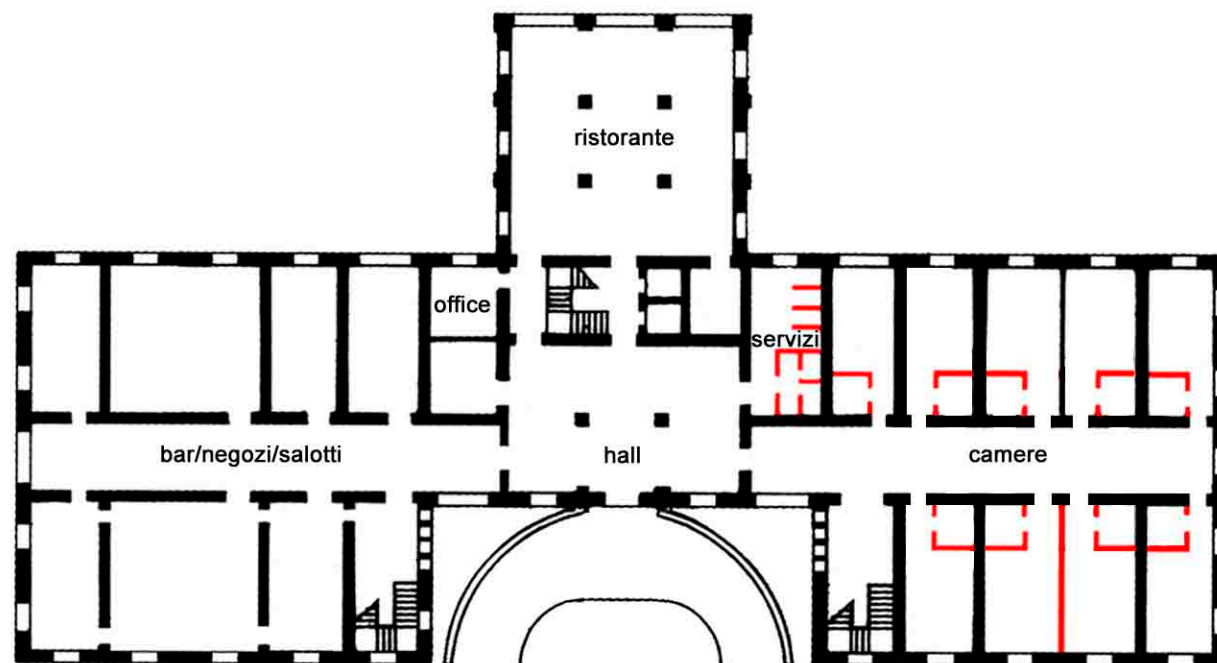 ristorante
office
servizi
bar/negozi/salotti
hall
camere